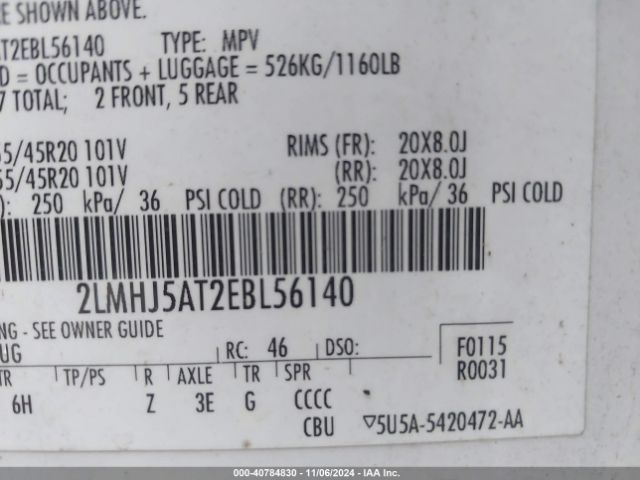 E SHOWN ABOVE.
AT2EBL56140 TYPE: MPV
D = OCCUPANTS + LUGGAGE = 526KG/1160LB
7 TOTAL; 2 FRONT, 5 REAR
55/45R20 101V RIMS (FR): 20X8.0J
55/45R20 101V (RR): 20X8.0J
): 250 kPa/ 36 PSI COLD (RR): 250 kPa/ 36 PSI COLD
2LMHJ5AT2EBL56140
NG - SEE OWNER GUIDE
UG RC: 46 DSO: F0115
TR TP/PS R AXLE TR SPR R0031
6H Z 3E G CCCC
CBU ▽5U5A-5420472-AA
000-40784830 - 11/06/2024 - IAA Inc.